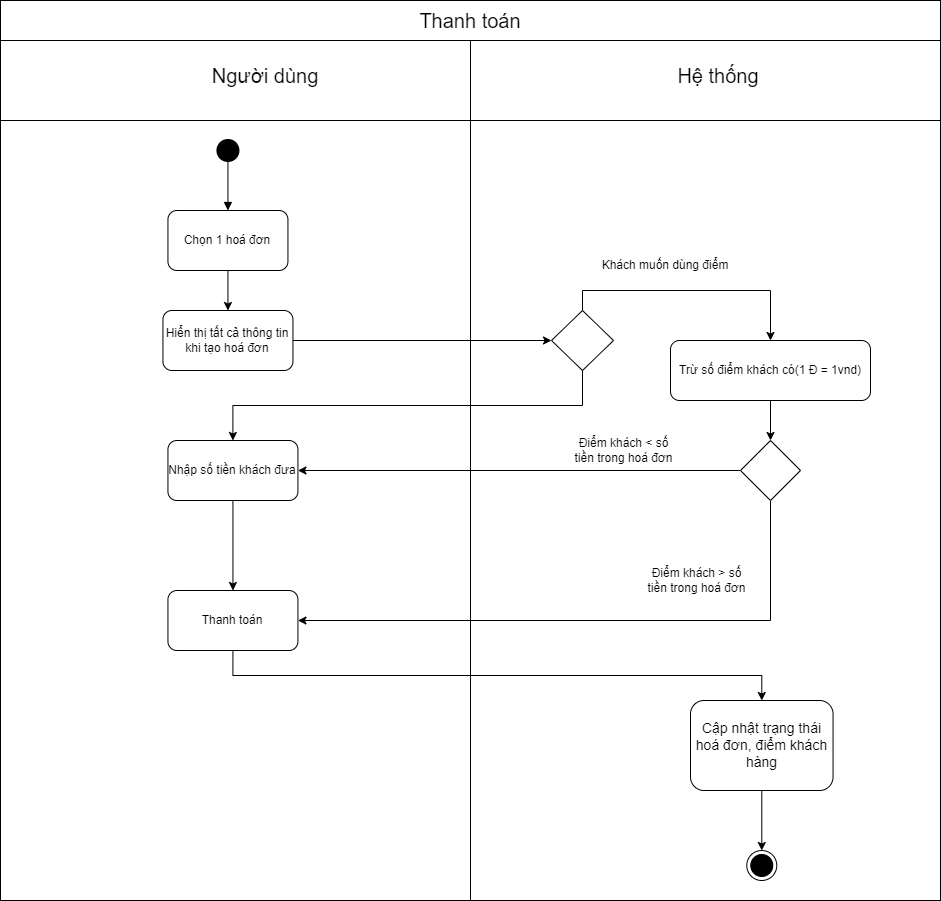 Thanh toán
Người dùng
Hệ thống
Chọn 1 hoá đơn
Khách muốn dùng điểm
Hiển thị tất cả thông tin
khi tạo hoá đơn
Trừ số điểm khách có(1 Đ = 1vnd)
Điểm khách < số
tiền trong hoá đơn
Nhập số tiền khách đưa
Điểm khách > số
tiền trong hoá đơn
Thanh toán
Cập nhật trạng thái
hoá đơn, điểm khách
hàng